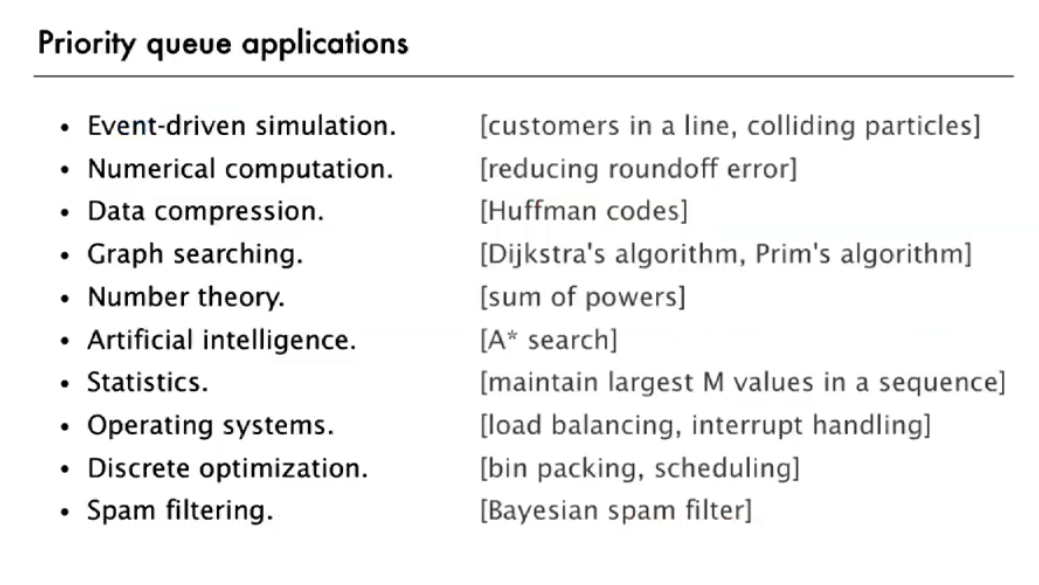 Priority queue applications
• Event-driven simulation. [customers in a line, colliding particles]
• Numerical computation. [reducing roundoff error]
• Data compression. [Huffman codes]
• Graph searching. [Dijkstra's algorithm, Prim's algorithm]
• Number theory. [sum of powers]
• Artificial intelligence. [A* search]
• Statistics. [maintain largest M values in a sequence]
• Operating systems. [load balancing, interrupt handling]
• Discrete optimization. [bin packing, scheduling]
• Spam filtering. [Bayesian spam filter]